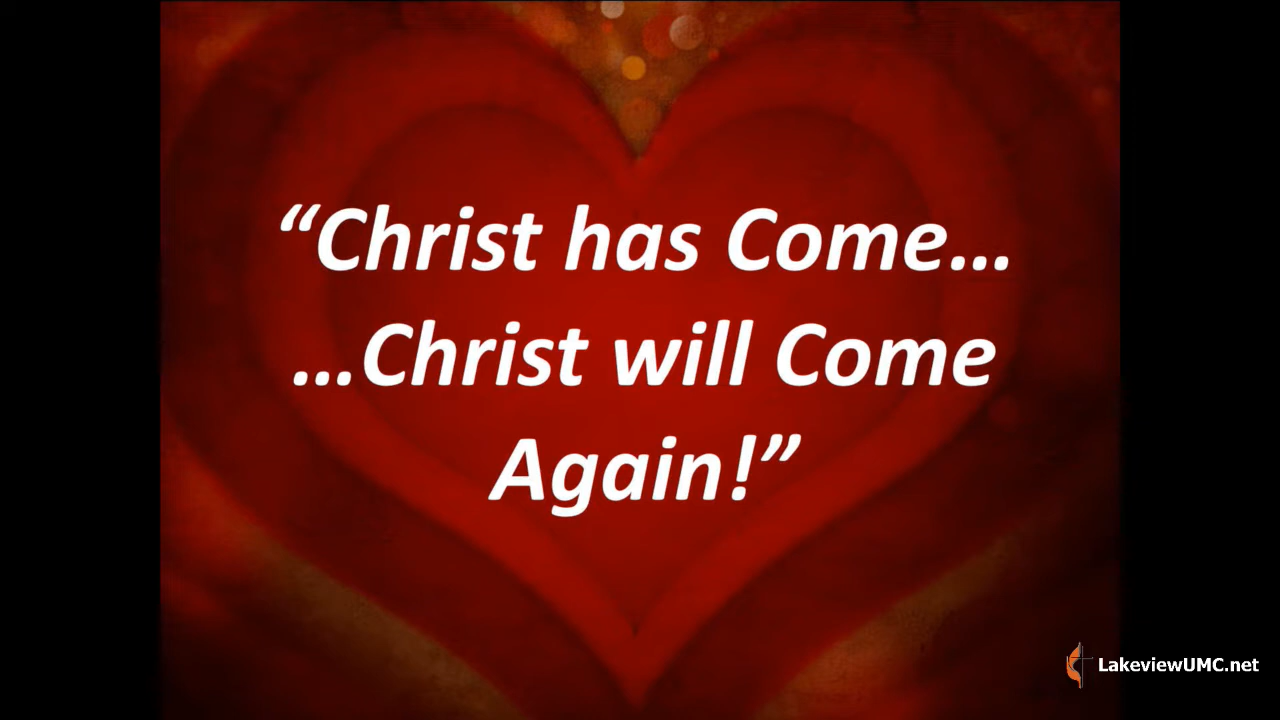 “Christ has Come…
…Christ will Come
Again!”
LakeviewUMC.net